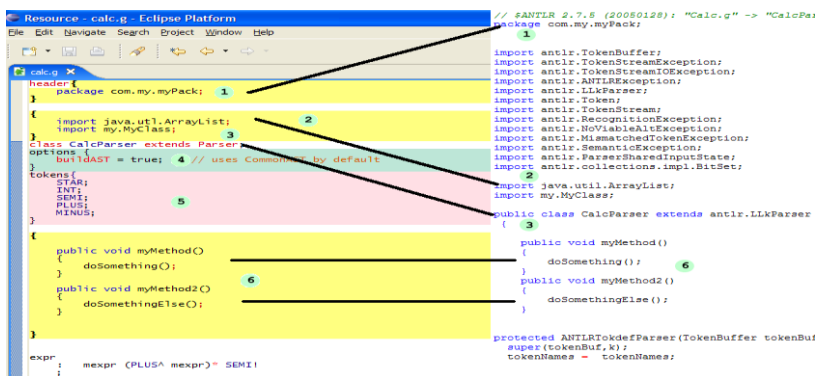 Resource - calc.g - Eclipse Platform
File Edit Navigate Search Project Window Help
calc.g
header{
package com.my.myPack; 1
}
{
import java.utl.ArrayList; 2
import my.MyClass;
} 3
class CalcParser extends Parser;
options {
buildAST = true; 4 // uses CommonAST by default
}
tokens{
STAR;
INT;
SEMI; 5
PLUS;
MINUS;
}
{
public void myMethod()
{
doSomething();
} 6
public void myMethod2()
{
doSomethingElse();
}
}
expr
: mexpr (PLUS^ mexpr)* SEMI!
;
// $ANTLR 2.7.5 (20050128): "Calc.g" -> "CalcPar
package com.my.myPack;
1
import antlr.TokenBuffer;
import antlr.TokenStreamException;
import antlr.TokenStreamIOException;
import antlr.ANTLRException;
import antlr.LLkParser;
import antlr.Token;
import antlr.TokenStream;
import antlr.RecognitionException;
import antlr.NoViableAltException;
import antlr.MismatchedTokenException;
import antlr.SemanticException;
import antlr.ParserSharedInputState;
import antlr.collections.impl.BitSet;
2
import java.util.ArrayList;
import my.MyClass;
public class CalcParser extends antlr.LLkParser
{ 3
public void myMethod()
{
doSomething(); 6
}
public void myMethod2()
{
doSomethingElse();
}
protected ANTLRTokdefParser(TokenBuffer tokenBuf
super(tokenBuf,k);
tokenNames = tokenNames;